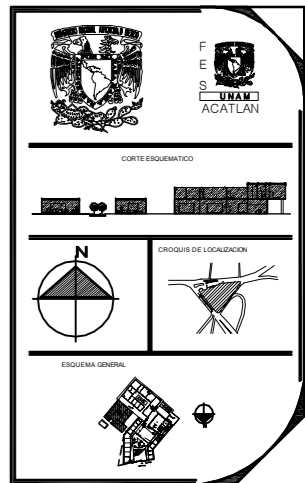 F
E
S
UNAM
ACATLAN
CORTE ESQUEMATICO
N
CROQUIS DE LOCALIZACION
ESQUEMA GENERAL